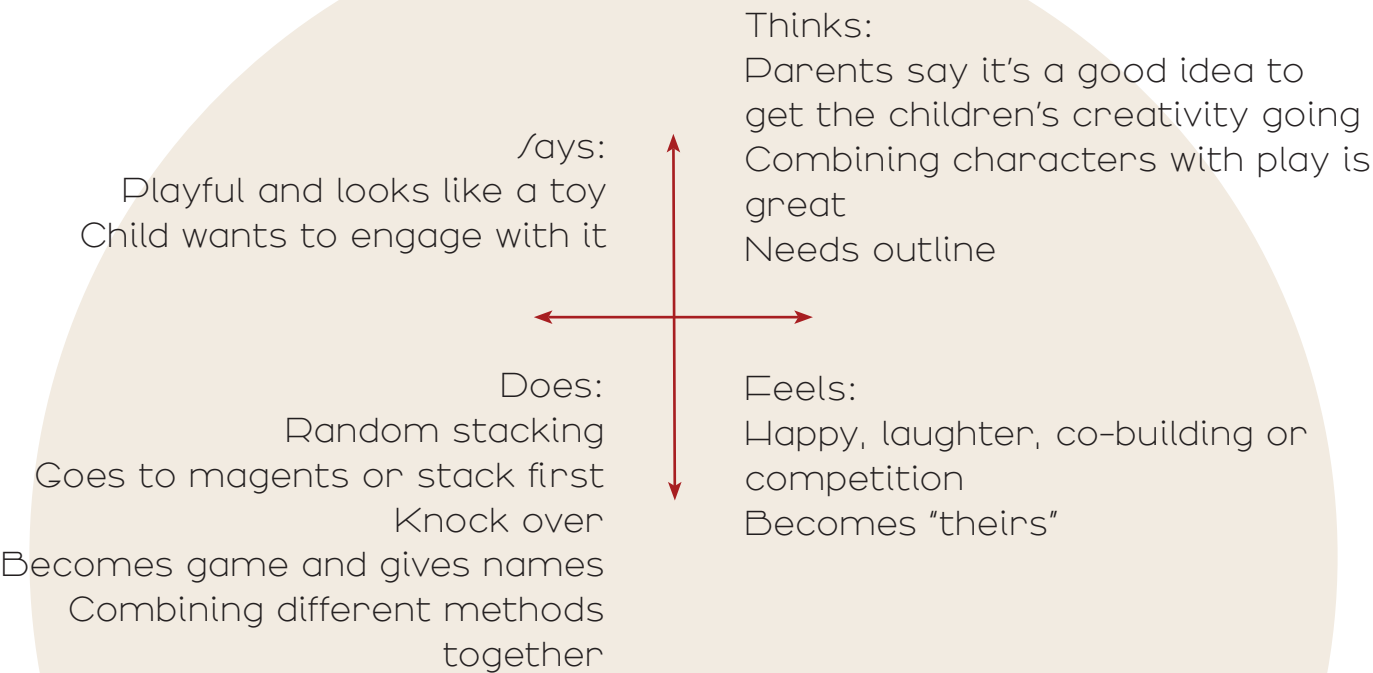 Says:
Playful and looks like a toy
Child wants to engage with it
Thinks:
Parents say it's a good idea to
get the children's creativity going
Combining characters with play is
great
Needs outline
Does:
Random stacking
Goes to magents or stack first
Knock over
Becomes game and gives names
Combining different methods
together
Feels:
Happy, laughter, co-building or
competition
Becomes "theirs"